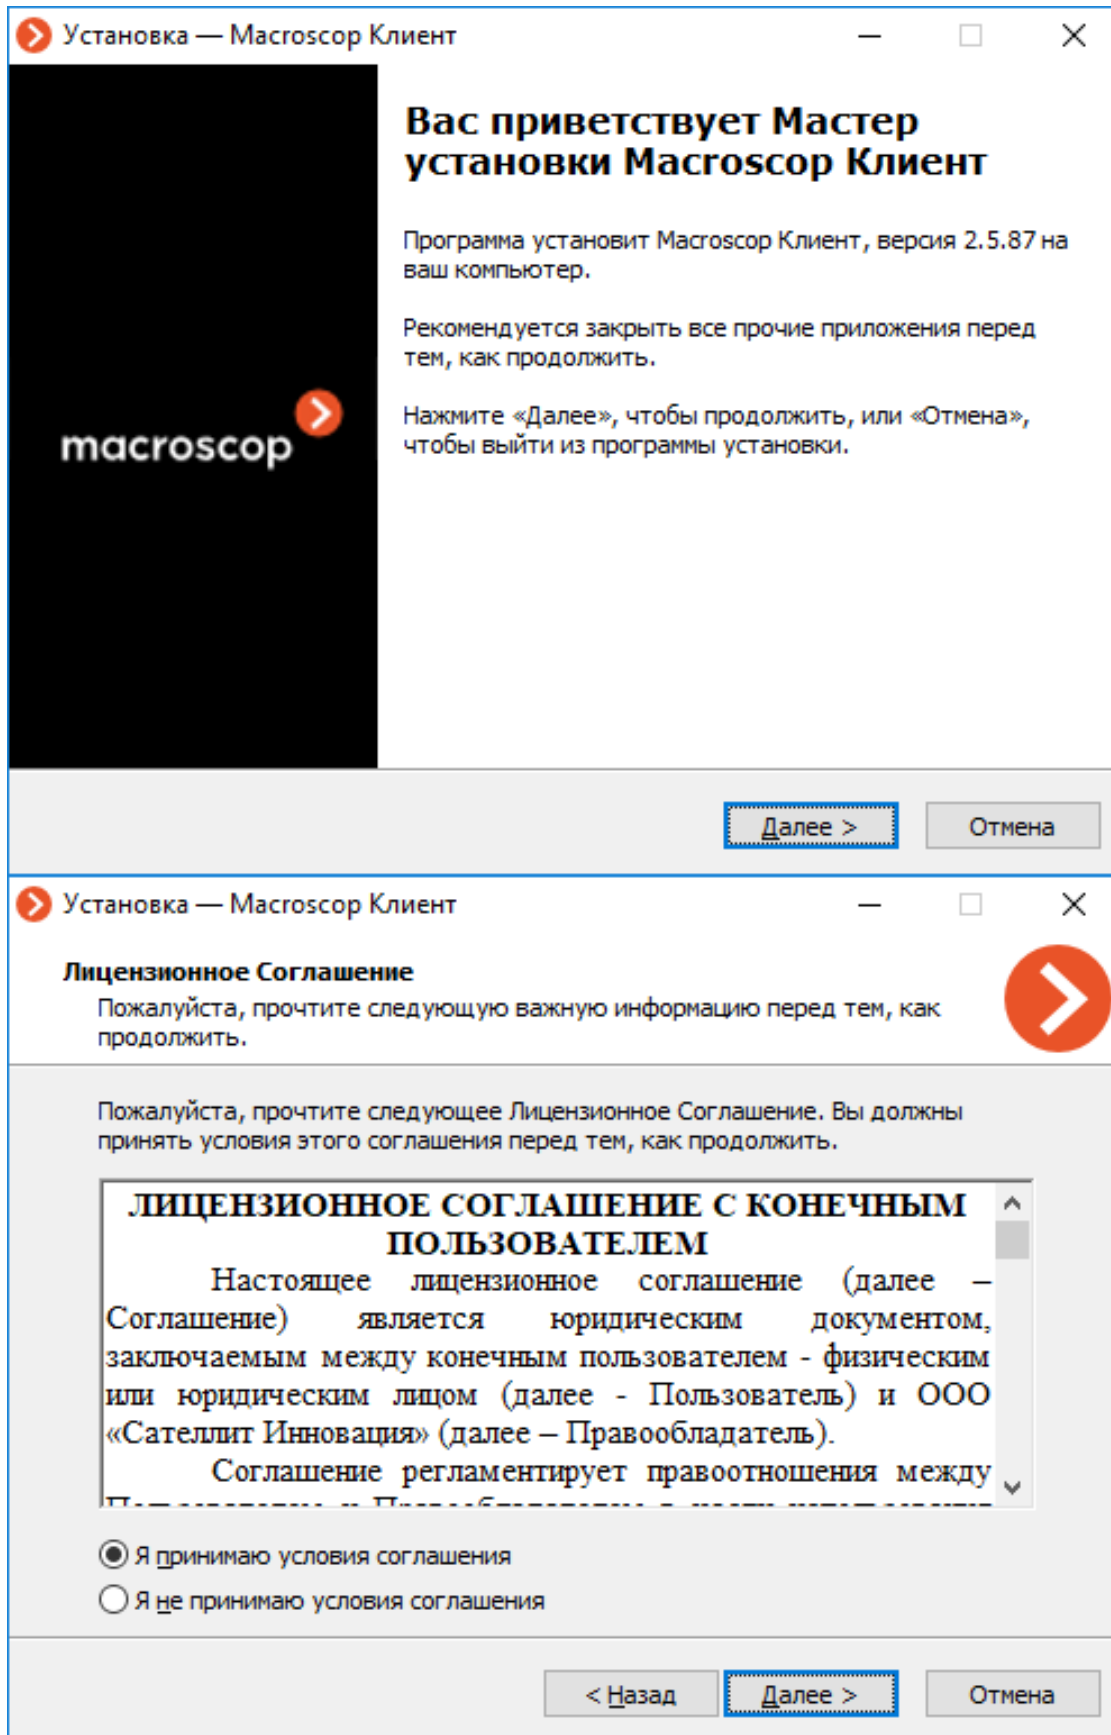 Установка — Macroscop Клиент
Вас приветствует Мастер
установки Macroscop Клиент
Программа установит Macroscop Клиент, версия 2.5.87 на
ваш компьютер.
Рекомендуется закрыть все прочие приложения перед
тем, как продолжить.
Нажмите «Далее», чтобы продолжить, или «Отмена»,
чтобы выйти из программы установки.
macroscop
Далее >
Отмена
Установка — Macroscop Клиент
Лицензионное Соглашение
Пожалуйста, прочтите следующую важную информацию перед тем, как
продолжить.
Пожалуйста, прочтите следующее Лицензионное Соглашение. Вы должны
принять условия этого соглашения перед тем, как продолжить.
ЛИЦЕНЗИОННОЕ СОГЛАШЕНИЕ С КОНЕЧНЫМ
ПОЛЬЗОВАТЕЛЕМ
Настоящее лицензионное соглашение (далее –
Соглашение) является юридическим документом,
заключаемым между конечным пользователем - физическим
или юридическим лицом (далее - Пользователь) и ООО
«Сателлит Инновация» (далее – Правообладатель).
Соглашение регламентирует правоотношения между
Я принимаю условия соглашения
Я не принимаю условия соглашения
< Назад
Далее >
Отмена